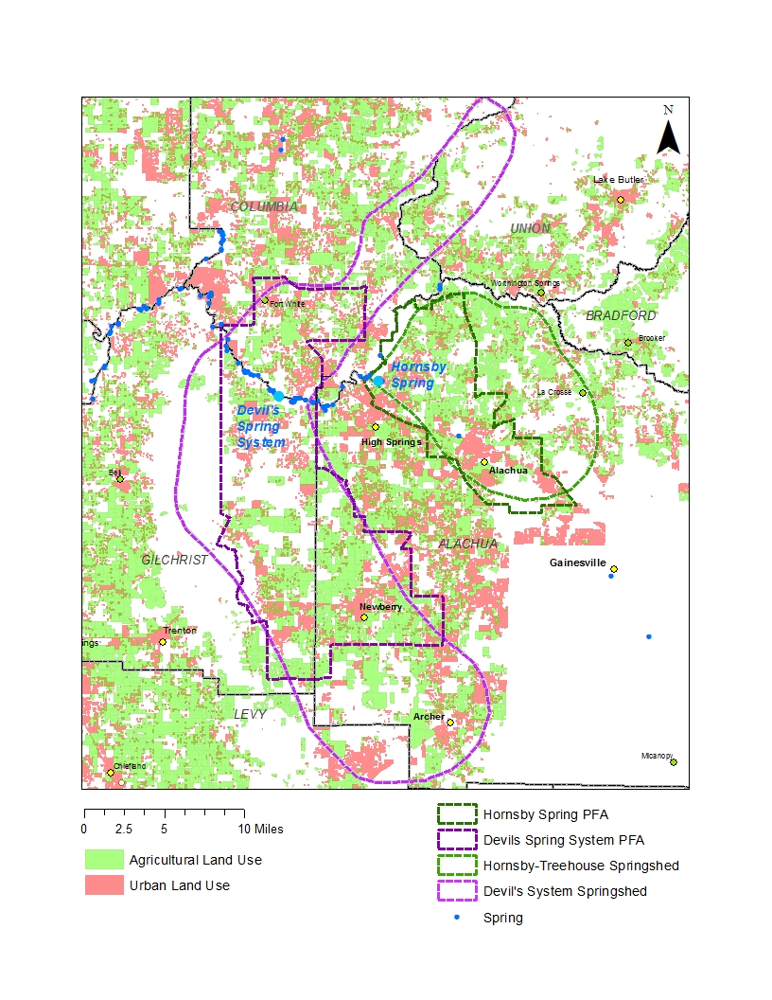 N
Lake Butler
COLUMBIA
UNION
Worthington Springs
Fort White
BRADFORD
Brooker
Hornsby
Spring
La Crosse
Devil's
Spring
System
High Springs
Alachua
Bell
ALACHUA
GILCHRIST
Gainesville
Newberry
Trenton
ings
LEVY
Archer
Micanopy
Chiefland
0 2.5 5 10 Miles
Agricultural Land Use
Urban Land Use
Hornsby Spring PFA
Devils Spring System PFA
Hornsby-Treehouse Springshed
Devil's System Springshed
Spring